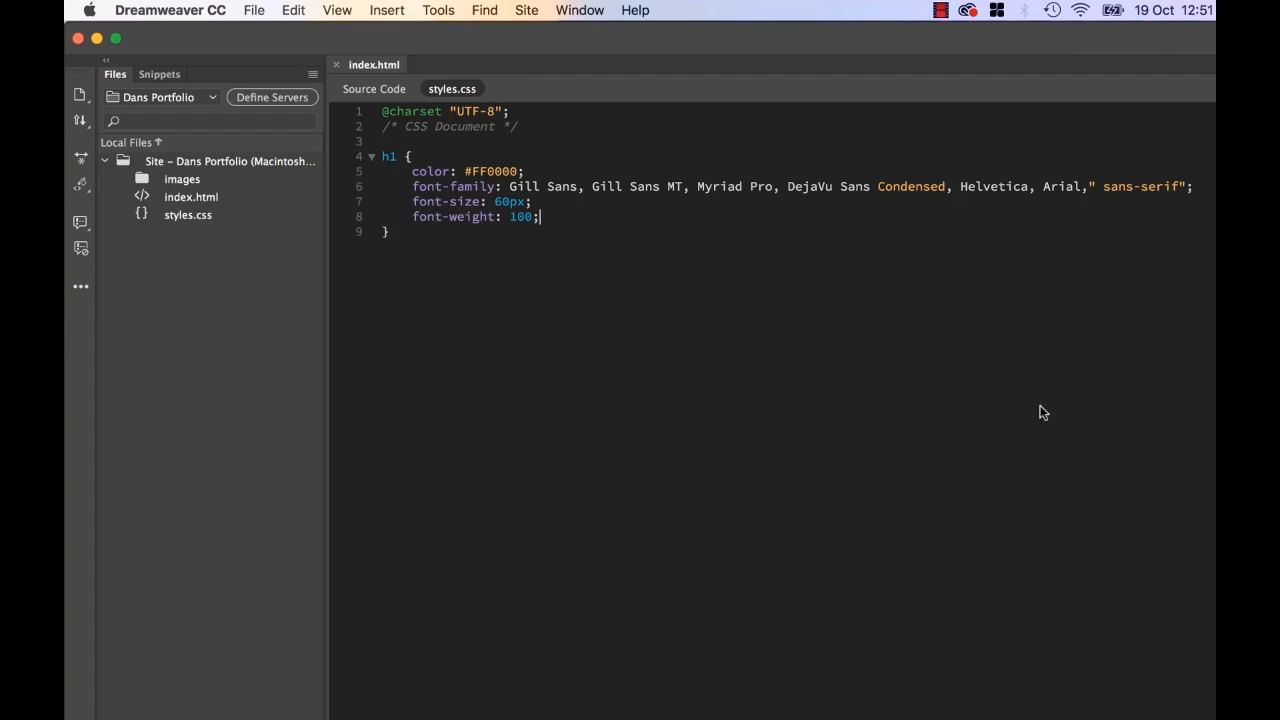 Dreamweaver CC File Edit View Insert Tools Find Site Window Help 19 Oct 12:51
Files Snippets
index.html
Dans Portfolio Define Servers
Source Code styles.css
Local Files
Site – Dans Portfolio (Macintosh...
images
index.html
styles.css
1 @charset "UTF-8";
2 /* CSS Document */
3
4 h1 {
5 color: #FF0000;
6 font-family: Gill Sans, Gill Sans MT, Myriad Pro, DejaVu Sans Condensed, Helvetica, Arial," sans-serif";
7 font-size: 60px;
8 font-weight: 100;
9 }